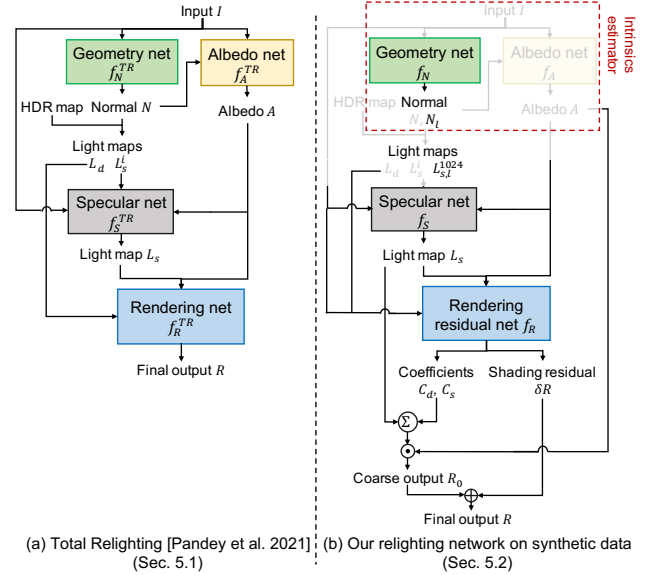 Input I
Geometry net
f_N^{TR}
Albedo net
f_A^{TR}
HDR map
Normal N
Albedo A
Light maps
L_d L_s^i
Specular net
f_S^{TR}
Light map L_s
Rendering net
f_R^{TR}
Final output R
(a) Total Relighting [Pandey et al. 2021]
(Sec. 5.1)
Input I
Intrinsics
estimator
Geometry net
f_N
Albedo net
f_A
HDR map
Normal
N, N_l
Albedo A
Light maps
L_d L_s^i L_{s,l}^{1024}
Specular net
f_S
Light map L_s
Rendering
residual net f_R
Coefficients
C_d, C_s
Shading residual
δR
Σ
Coarse output R_0
Final output R
(b) Our relighting network on synthetic data
(Sec. 5.2)